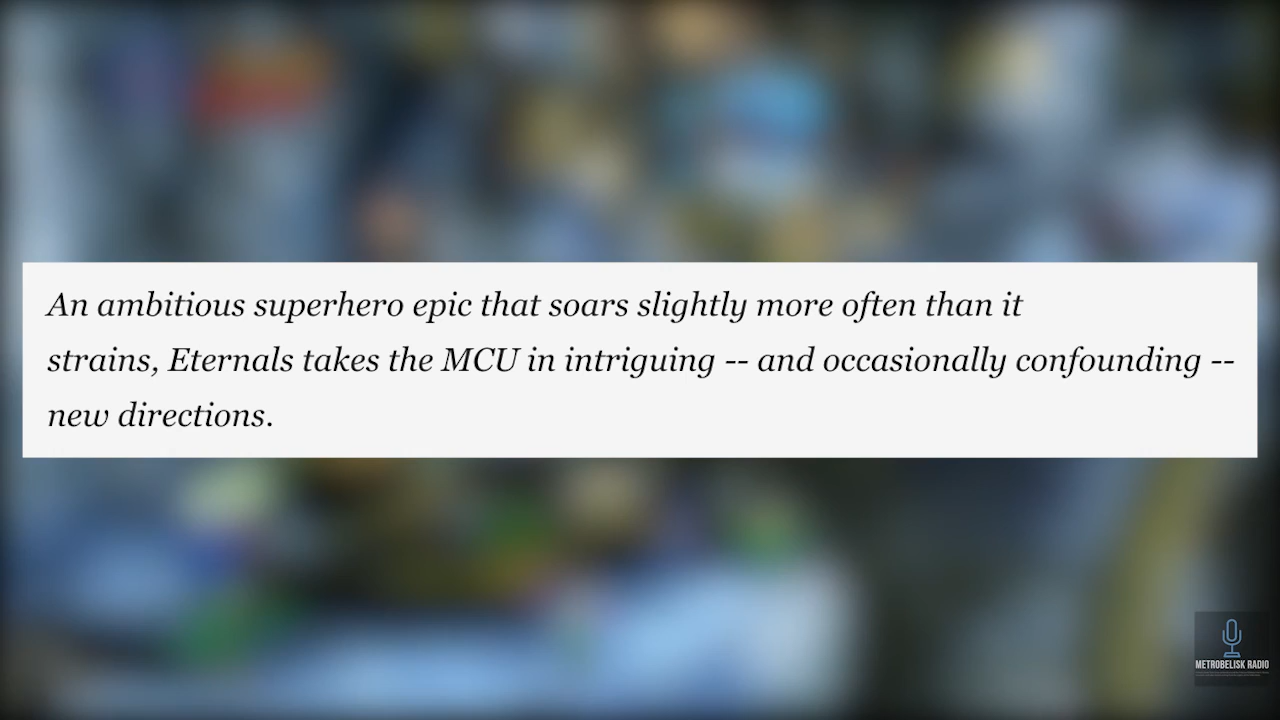 An ambitious superhero epic that soars slightly more often than it
strains, Eternals takes the MCU in intriguing -- and occasionally confounding --
new directions.
METROBELISK RADIO